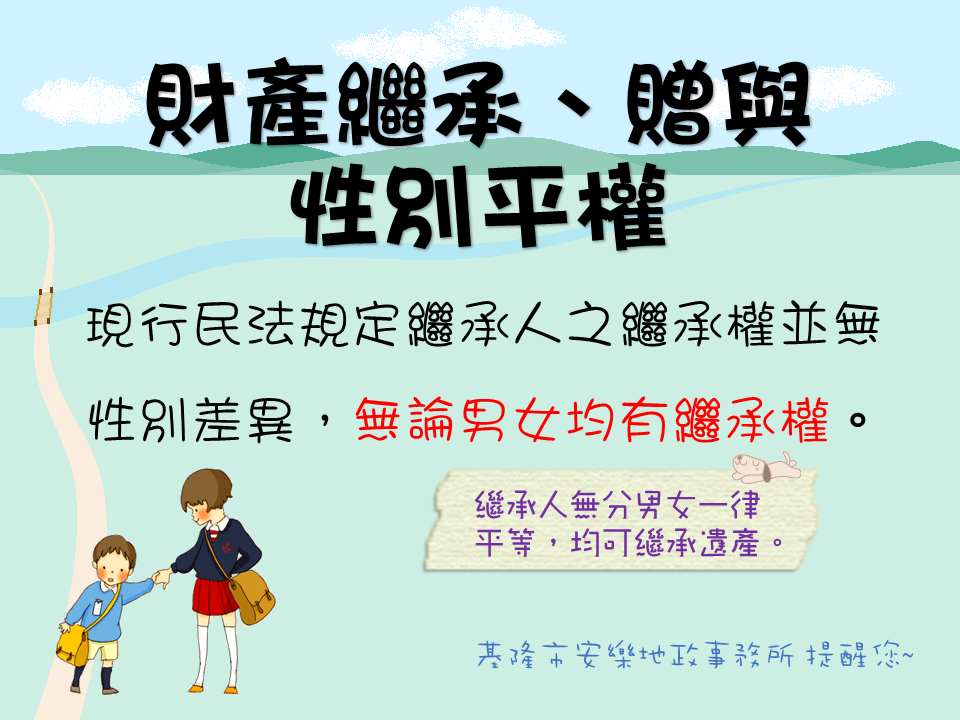 財產繼承、贈與
性別平權
現行民法規定繼承人之繼承權並無
性別差異，無論男女均有繼承權。
繼承人無分男女一律
平等，均可繼承遺產。
基隆市安樂地政事務所 提醒您~